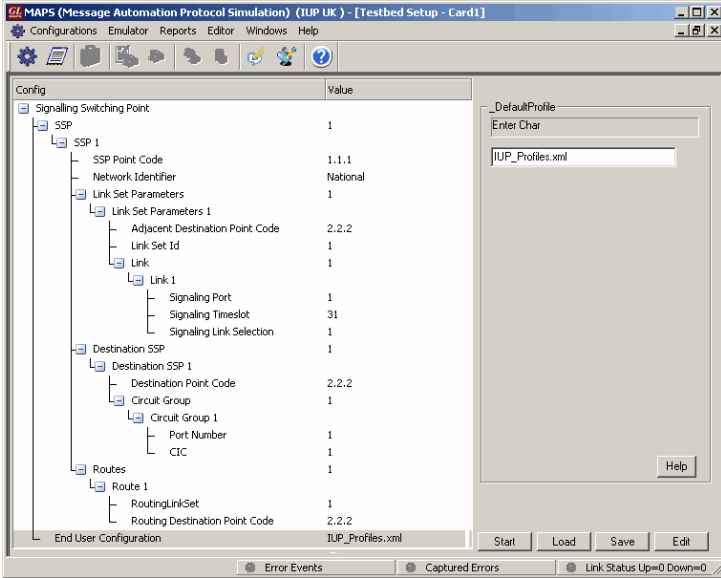 GL MAPS (Message Automation Protocol Simulation) (IUP UK ) - [Testbed Setup - Card1]
Configurations Emulator Reports Editor Windows Help
Config Value
Signalling Switching Point
SSP 1
SSP 1
SSP Point Code 1.1.1
Network Identifier National
Link Set Parameters 1
Link Set Parameters 1
Adjacent Destination Point Code 2.2.2
Link Set Id 1
Link 1
Link 1
Signaling Port 1
Signaling Timeslot 31
Signaling Link Selection 1
Destination SSP 1
Destination SSP 1
Destination Point Code 2.2.2
Circuit Group 1
Circuit Group 1
Port Number 1
CIC 1
Routes 1
Route 1
RoutingLinkSet 1
Routing Destination Point Code 2.2.2
End User Configuration IUP_Profiles.xml
_DefaultProfile
Enter Char
IUP_Profiles.xml
Help
Start Load Save Edit
Error Events Captured Errors Link Status Up=0 Down=0